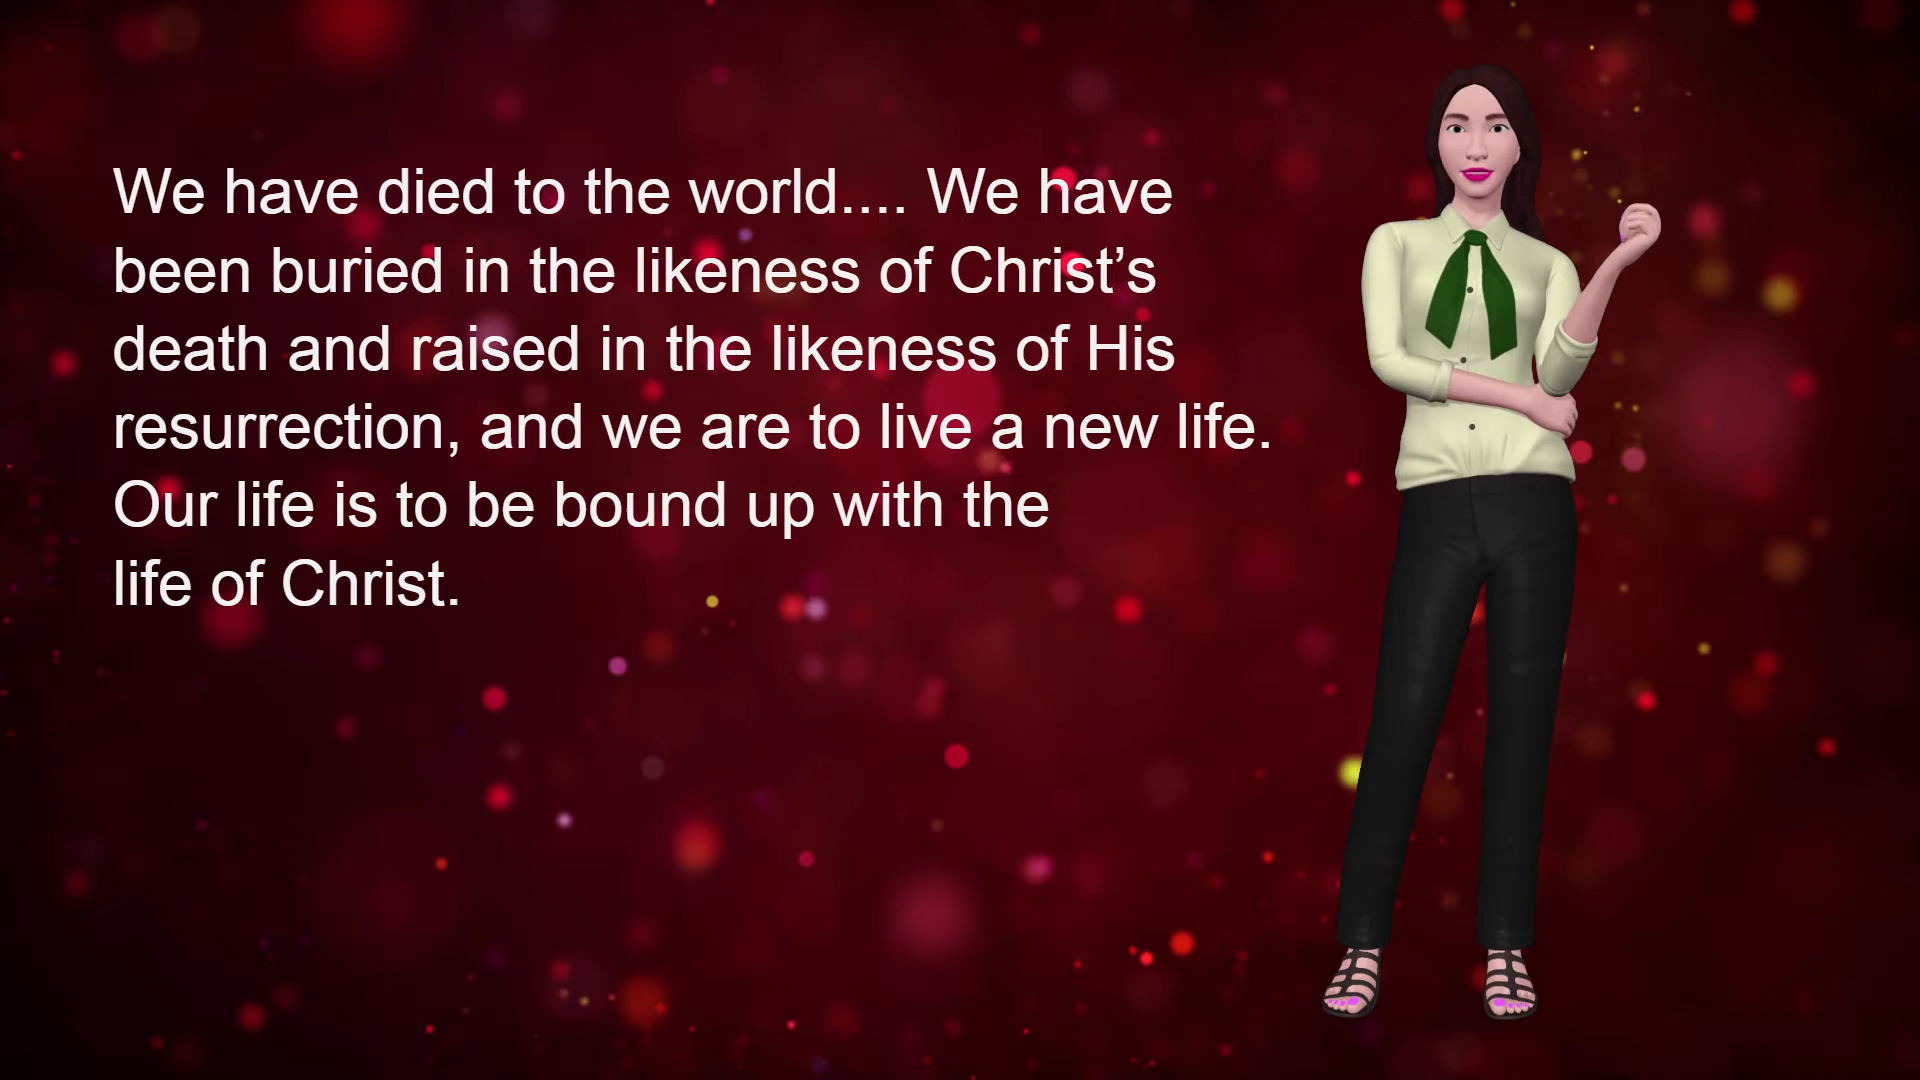 We have died to the world.... We have
been buried in the likeness of Christ’s
death and raised in the likeness of His
resurrection, and we are to live a new life.
Our life is to be bound up with the
life of Christ.